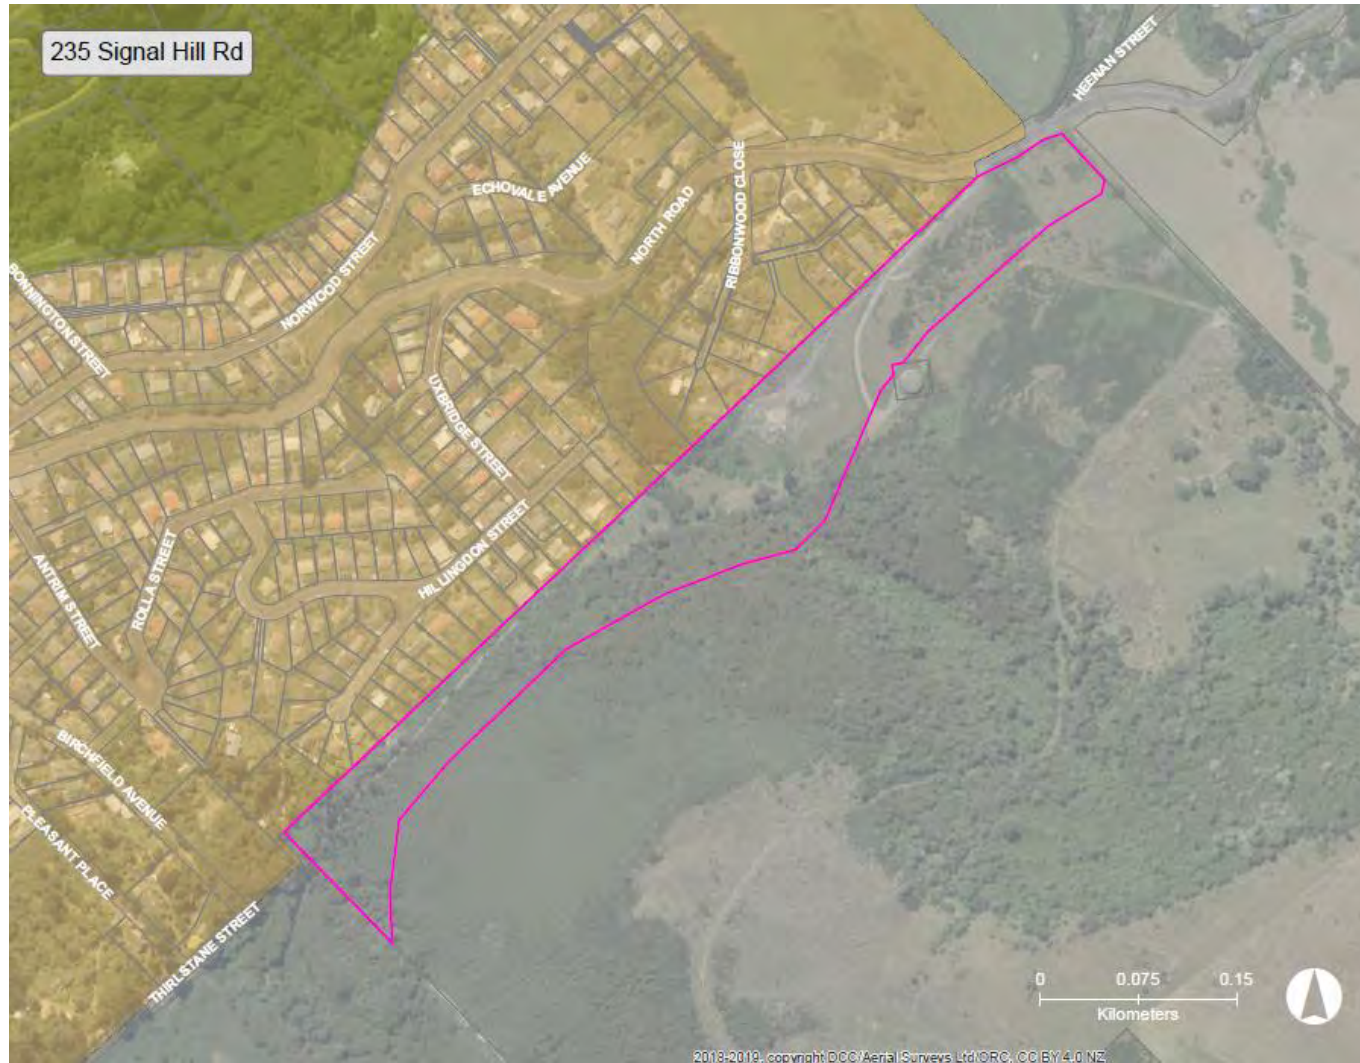 235 Signal Hill Rd
HEENAN STREET
ECHOVALE AVENUE
NORTH ROAD
RIBBONWOOD CLOSE
BONNINGTON STREET
NORWOOD STREET
UXBRIDGE STREET
HILLINGDON STREET
ROLLA STREET
ANTRIM STREET
BIRCHFIELD AVENUE
PLEASANT PLACE
THIRLSTANE STREET
0 0.075 0.15
Kilometers
2018-2019, copyright DCC/Aerial Surveys Ltd/ORC, CC BY 4.0 NZ